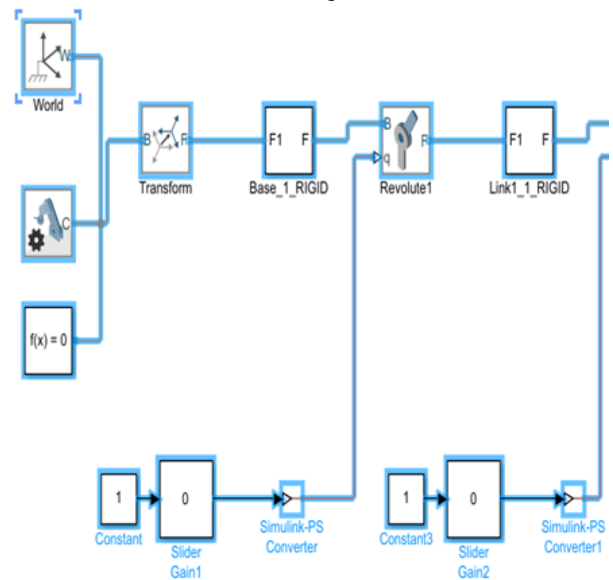 W
World
B
F
Transform
F1
F
Base_1_RIGID
B
F
q
Revolute1
F1
F
Link1_1_RIGID
C
f(x) = 0
1
Constant
0
Slider
Gain1
Simulink-PS
Converter
1
Constant3
0
Slider
Gain2
Simulink-PS
Converter1